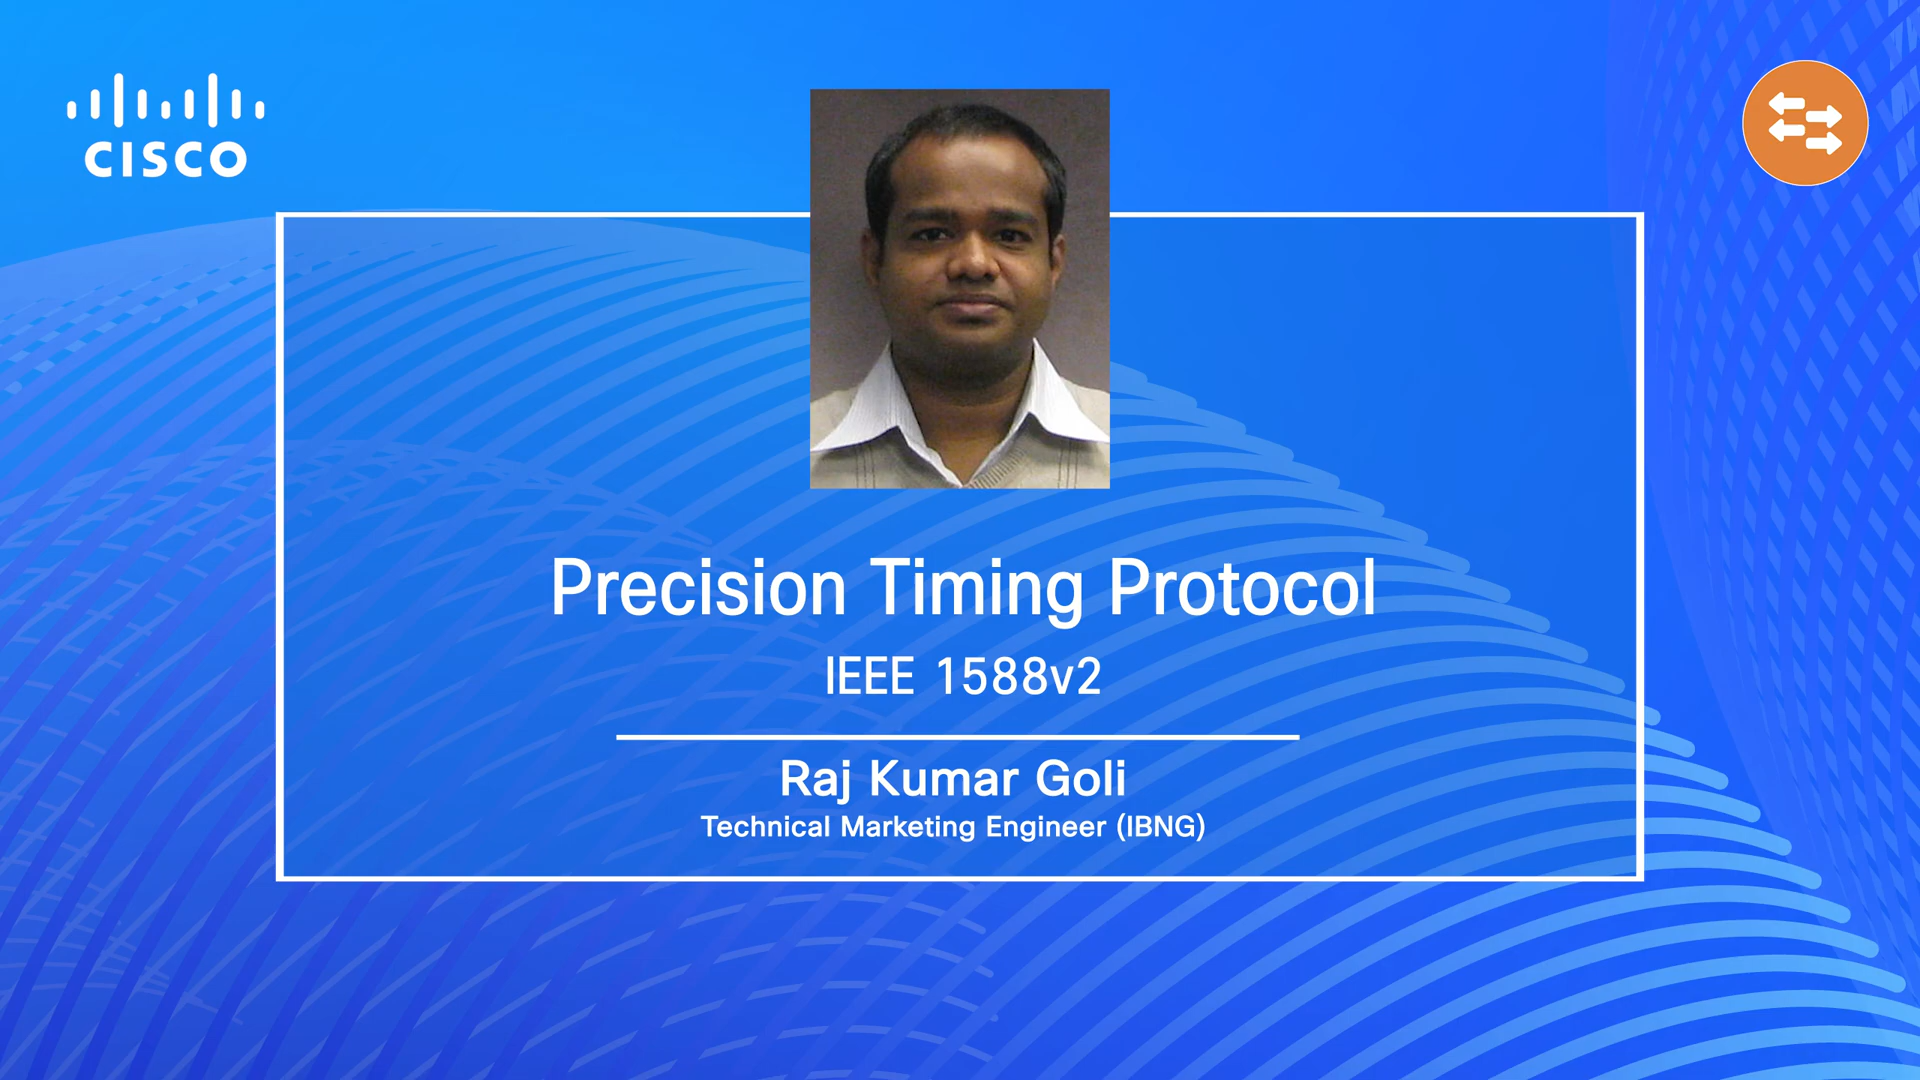 CISCO
Precision Timing Protocol
IEEE 1588v2
Raj Kumar Goli
Technical Marketing Engineer (IBNG)